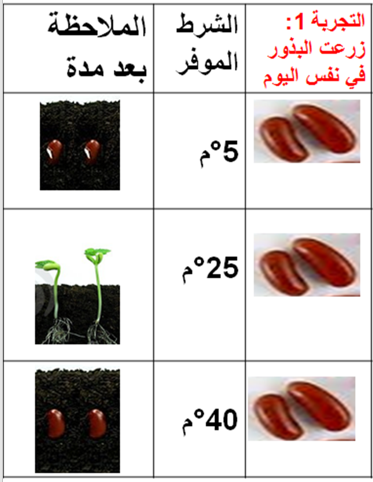 التجربة 1:
زرعت البذور
في نفس اليوم
الشرط
الموفر
الملاحظة
بعد مدة
5°م
25°م
40°م